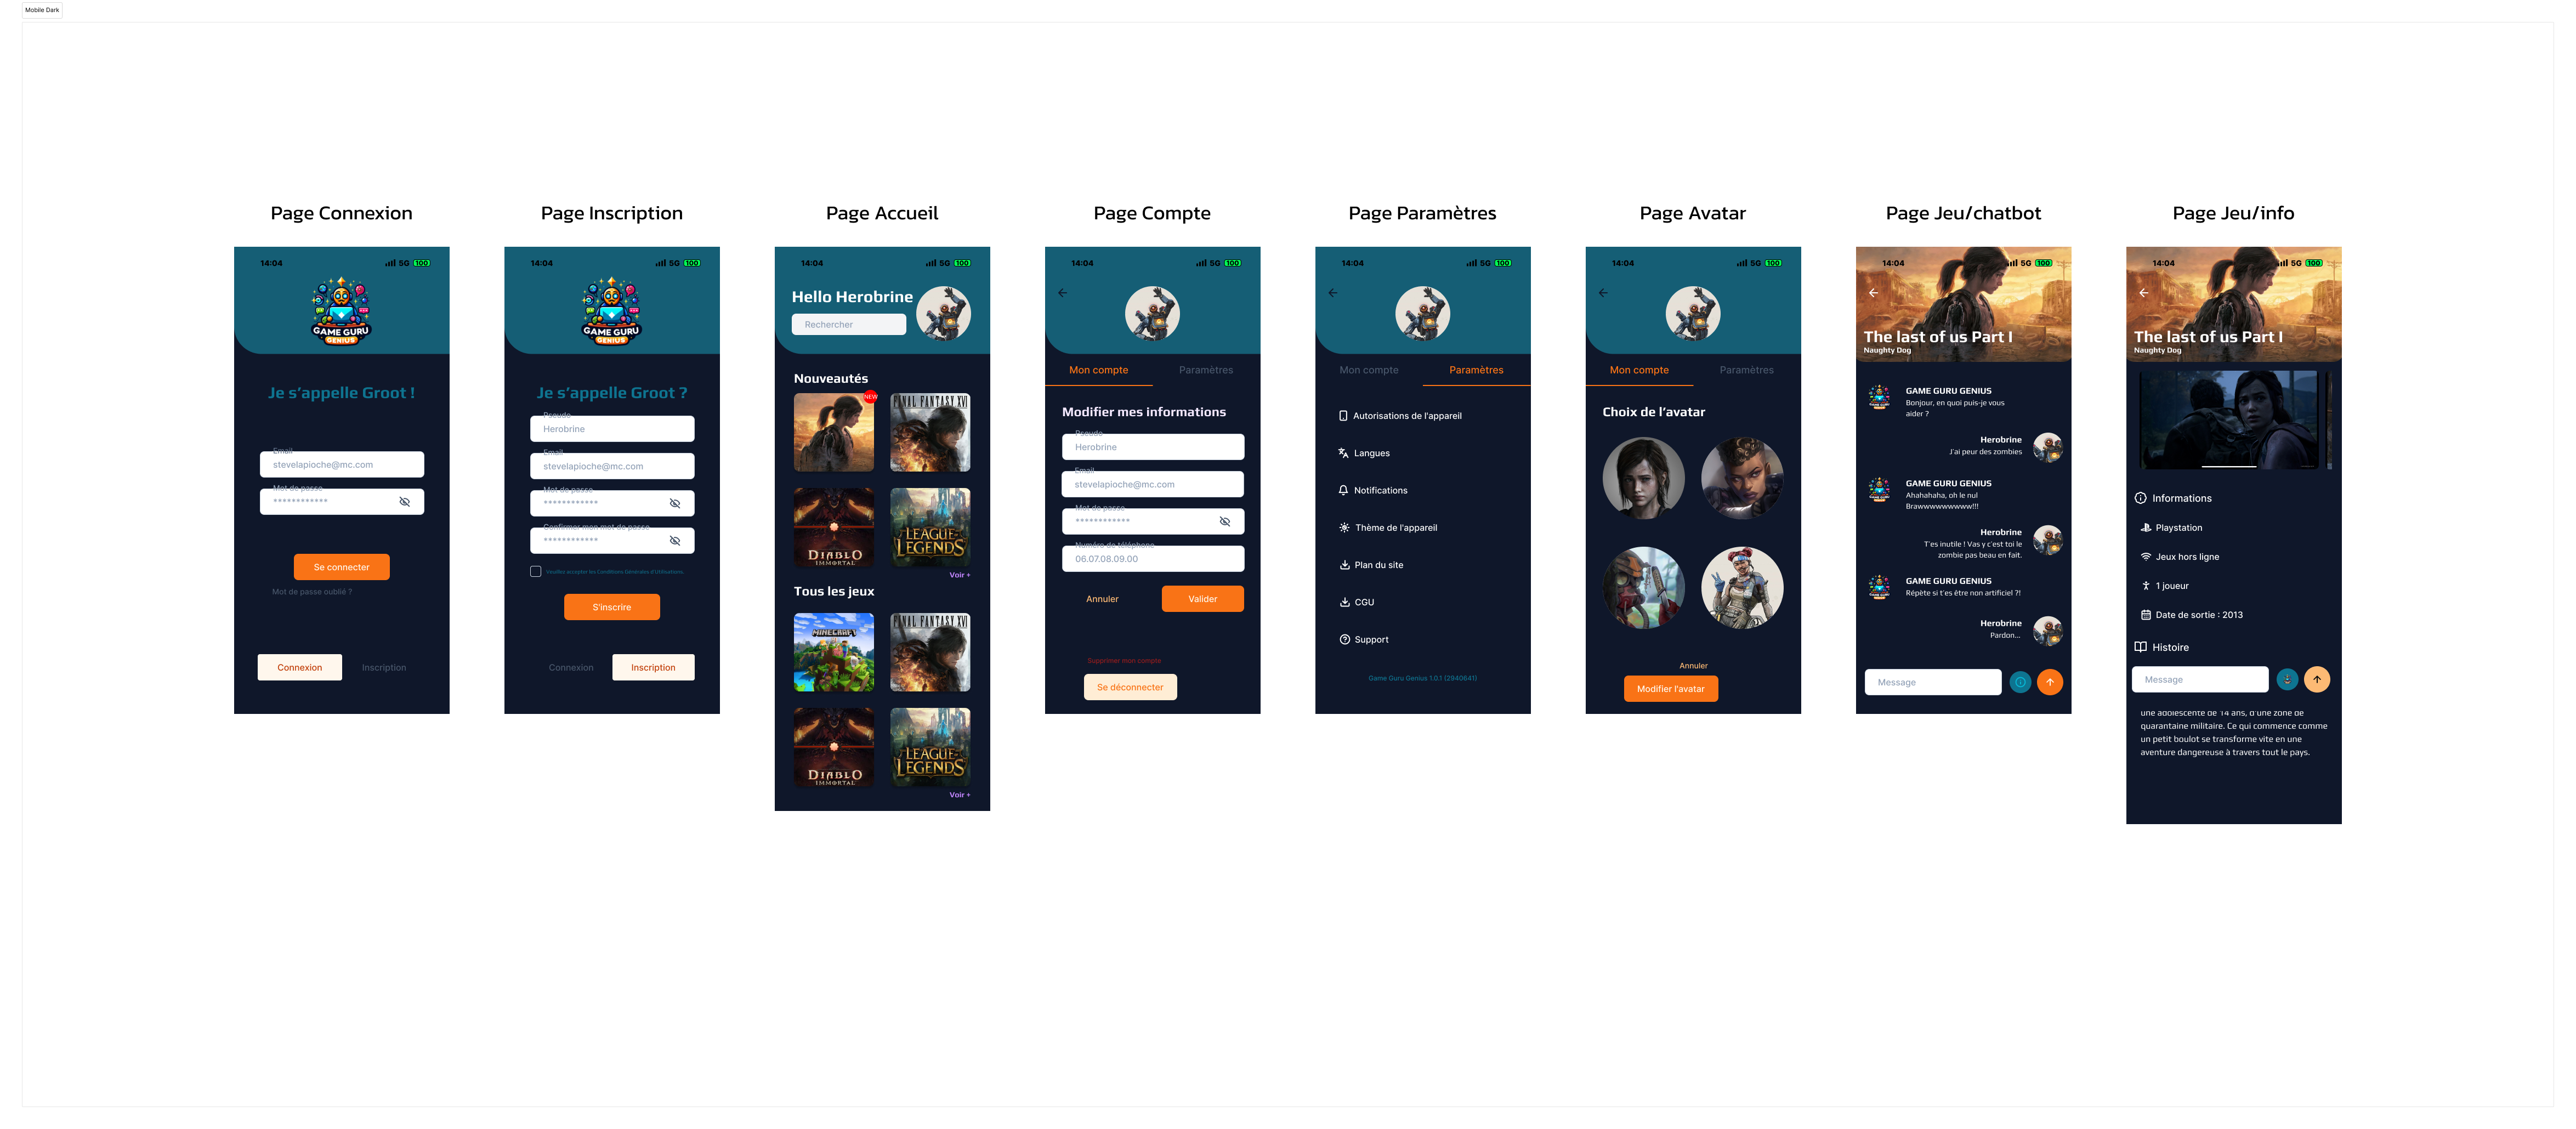 Mobile Dark
Page Connexion
14:04
5G
100
GAME GURU
GENIUS
Je s'appelle Groot !
Email
stevelapioche@mc.com
Mot de passe
************
Se connecter
Mot de passe oublié ?
Connexion
Inscription
Page Inscription
14:04
5G
100
GAME GURU
GENIUS
Je s'appelle Groot ?
Pseudo
Herobrine
Email
stevelapioche@mc.com
Mot de passe
************
Confirmer mon mot de passe
************
Veuillez accepter les Conditions Générales d'Utilisations.
S'inscrire
Connexion
Inscription
Page Accueil
14:04
5G
100
Hello Herobrine
Rechercher
Nouveautés
NEW
FINAL FANTASY XVI
DIABLO
IMMORTAL
LEAGUE OF
LEGENDS
Voir +
Tous les jeux
MINECRAFT
FINAL FANTASY XVI
DIABLO
IMMORTAL
LEAGUE OF
LEGENDS
Voir +
Page Compte
14:04
5G
100
Mon compte
Paramètres
Modifier mes informations
Pseudo
Herobrine
Email
stevelapioche@mc.com
Mot de passe
************
Numéro de téléphone
06.07.08.09.00
Annuler
Valider
Supprimer mon compte
Se déconnecter
Page Paramètres
14:04
5G
100
Mon compte
Paramètres
Autorisations de l'appareil
Langues
Notifications
Thème de l'appareil
Plan du site
CGU
Support
Game Guru Genius 1.0.1 (2940641)
Page Avatar
14:04
5G
100
Mon compte
Paramètres
Choix de l'avatar
Annuler
Modifier l'avatar
Page Jeu/chatbot
14:04
5G
100
The last of us Part I
Naughty Dog
GAME GURU GENIUS
Bonjour, en quoi puis-je vous
aider ?
Herobrine
J'ai peur des zombies
GAME GURU GENIUS
Ahahahaha, oh le nul
Brawwwwwwwww!!!
Herobrine
T'es inutile ! Vas y c'est toi le
zombie pas beau en fait.
GAME GURU GENIUS
Répète si t'es être non artificiel ?!
Herobrine
Pardon...
Message
Page Jeu/info
14:04
5G
100
The last of us Part I
Naughty Dog
Informations
Playstation
Jeux hors ligne
1 joueur
Date de sortie : 2013
Histoire
Message
une adolescente de 14 ans, d'une zone de
quarantaine militaire. Ce qui commence comme
un petit boulot se transforme vite en une
aventure dangereuse à travers tout le pays.